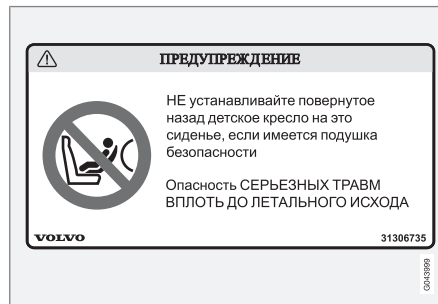 ПРЕДУПРЕЖДЕНИЕ
НЕ устанавливайте повернутое
назад детское кресло на это
сиденье, если имеется подушка
безопасности
Опасность СЕРЬЕЗНЫХ ТРАВМ
ВПЛОТЬ ДО ЛЕТАЛЬНОГО ИСХОДА
VOLVO
31306735
G043999